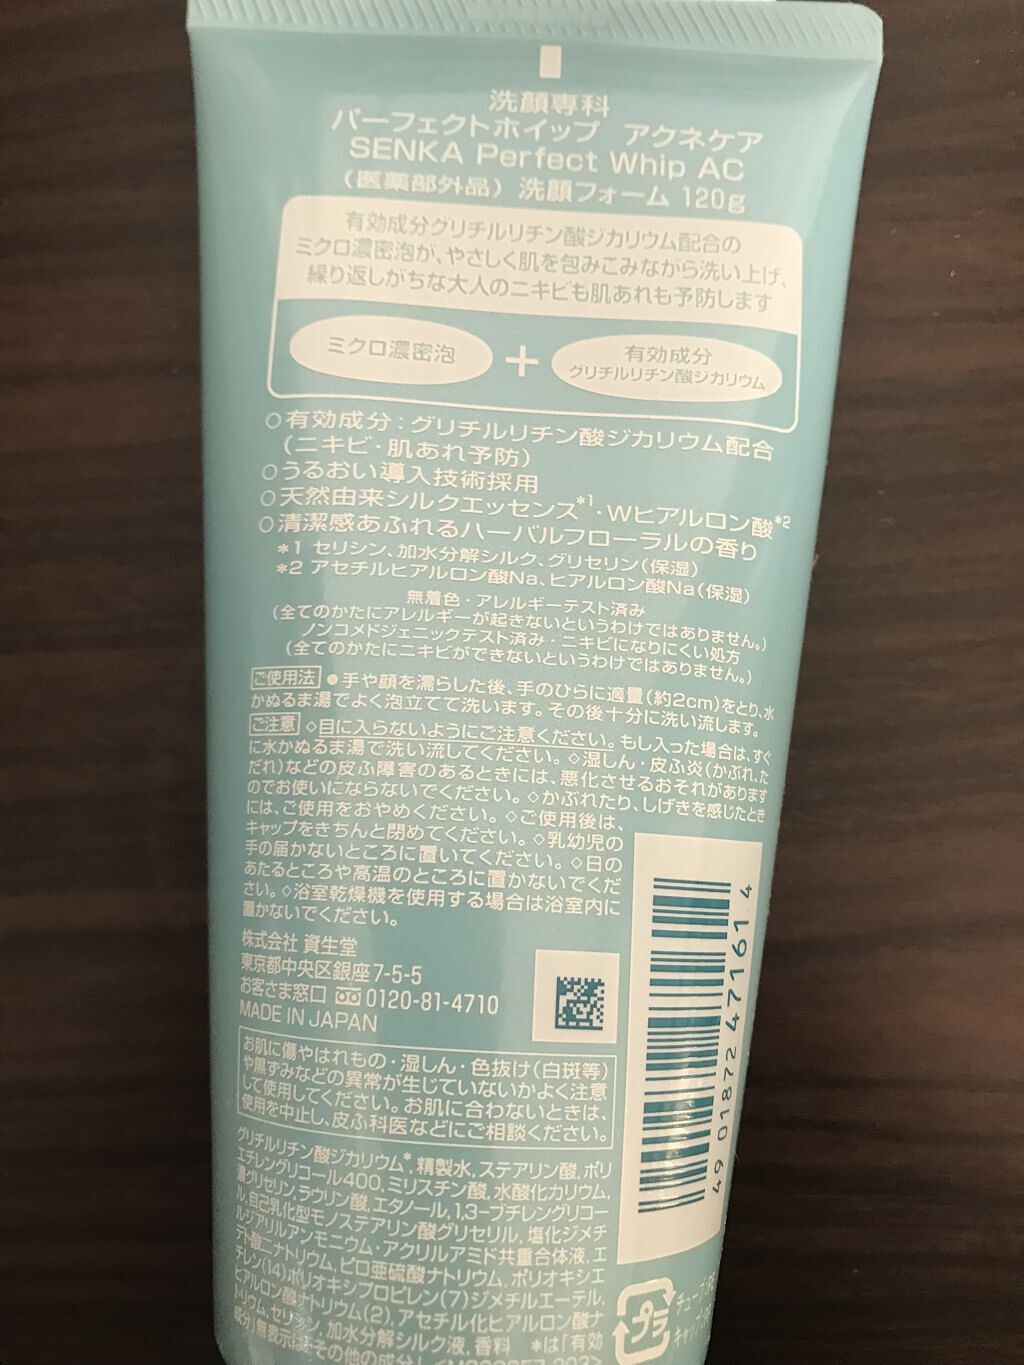 洗顔専科
パーフェクトホイップ アクネケア
SENKA Perfect Whip AC
(医薬部外品) 洗顔フォーム 120g
有効成分グリチルリチン酸ジカリウム配合の
ミクロ濃密泡が、やさしく肌を包みこみながら洗い上げ、
繰り返しがちな大人のニキビも肌あれも予防します
ミクロ濃密泡 + 有効成分
グリチルリチン酸ジカリウム
○有効成分:グリチルリチン酸ジカリウム配合
(ニキビ・肌あれ予防)
○うるおい導入技術採用
○天然由来シルクエッセンス*1・Wヒアルロン酸*2
○清潔感あふれるハーバルフローラルの香り
*1 セリシン、加水分解シルク、グリセリン(保湿)
*2 アセチルヒアルロン酸Na、ヒアルロン酸Na(保湿)
無着色・アレルギーテスト済み
(全てのかたにアレルギーが起きないというわけではありません。)
ノンコメドジェニックテスト済み・ニキビになりにくい処方
(全てのかたにニキビができないというわけではありません。)
ご使用法 ●手や顔を濡らした後、手のひらに適量(約2cm)をとり、水
かぬるま湯でよく泡立てて洗います。その後十分に洗い流します。
ご注意 ◇目に入らないようにご注意ください。もし入った場合は、すぐ
に水かぬるま湯で洗い流してください。◇湿しん・皮ふ炎(かぶれ、た
だれ)などの皮ふ障害のあるときには、悪化させるおそれがあります
のでお使いにならないでください。◇かぶれたり、しげきを感じたとき
には、ご使用をおやめください。◇ご使用後は、
キャップをきちんと閉めてください。◇乳幼児の
手の届かないところに置いてください。◇日の
あたるところや高温のところに置かないでくだ
さい。◇浴室乾燥機を使用する場合は浴室内に
置かないでください。
株式会社 資生堂
東京都中央区銀座7-5-5
お客さま窓口 0120-81-4710
MADE IN JAPAN
お肌に傷やはれもの・湿しん・色抜け(白斑等)
や黒ずみなどの異常が生じていないかよく注意
して使用してください。お肌に合わないときは、
使用を中止し、皮ふ科医などにご相談ください。
グリチルリチン酸ジカリウム*, 精製水, ステアリン酸, ポリ
エチレングリコール400, ミリスチン酸, 水酸化カリウム,
濃グリセリン, ラウリン酸, エタノール, 1,3-ブチレングリコー
ル, 自己乳化型モノステアリン酸グリセリル, 塩化ジメチ
ルジアリルアンモニウム・アクリルアミド共重合体液, エ
デト酸二ナトリウム, ピロ亜硫酸ナトリウム, ポリオキシエ
チレン(14)ポリオキシプロピレン(7)ジメチルエーテル,
ヒアルロン酸ナトリウム(2), アセチル化ヒアルロン酸ナ
トリウム, セリシン, 加水分解シルク液, 香料 *は「有効
成分」無表示は「その他の成分」
4 901872 471614
プラ
チューブ・
キャップ